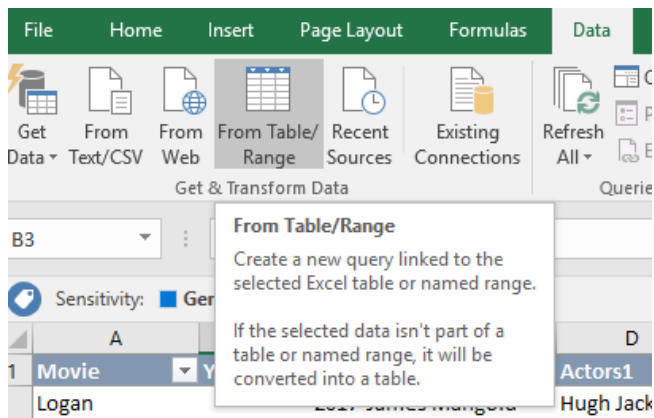 File Home Insert Page Layout Formulas Data
Get Data From Text/CSV From Web From Table/Range Recent Sources Existing Connections Refresh All
Get & Transform Data Querie
B3
From Table/Range
Create a new query linked to the
selected Excel table or named range.
If the selected data isn't part of a
table or named range, it will be
converted into a table.
Sensitivity: Ger
A D
1 Movie Y Actors1
Logan Hugh Jack